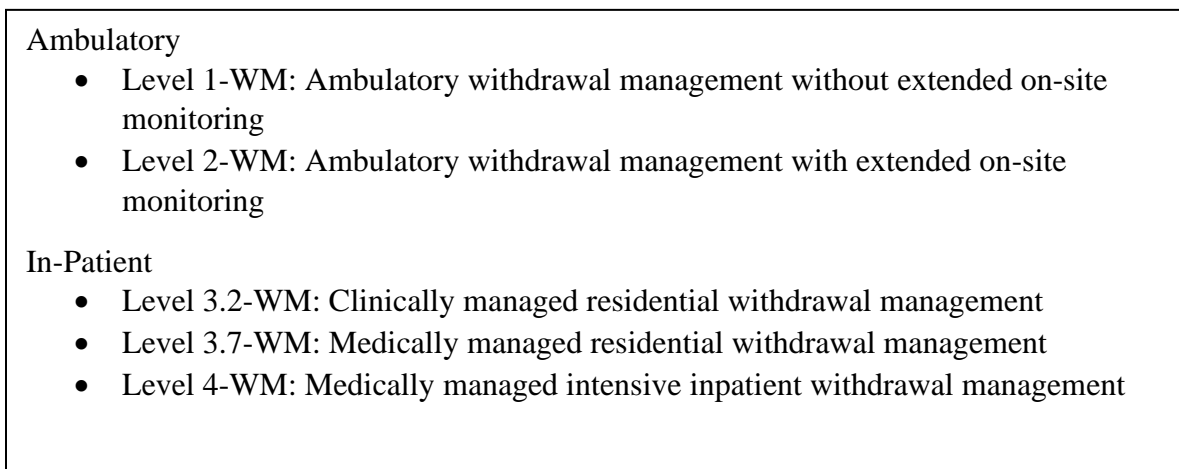 Ambulatory
• Level 1-WM: Ambulatory withdrawal management without extended on-site
monitoring
• Level 2-WM: Ambulatory withdrawal management with extended on-site
monitoring
In-Patient
• Level 3.2-WM: Clinically managed residential withdrawal management
• Level 3.7-WM: Medically managed residential withdrawal management
• Level 4-WM: Medically managed intensive inpatient withdrawal management